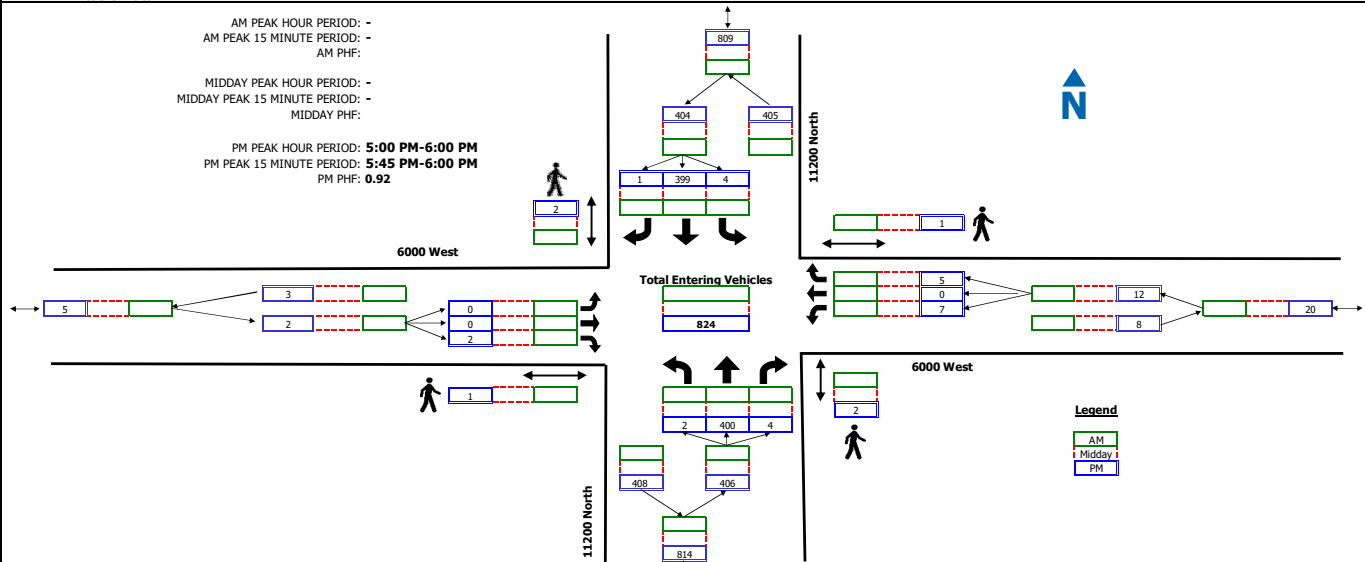 AM PEAK HOUR PERIOD: -
AM PEAK 15 MINUTE PERIOD: -
AM PHF:
MIDDAY PEAK HOUR PERIOD: -
MIDDAY PEAK 15 MINUTE PERIOD: -
MIDDAY PHF:
PM PEAK HOUR PERIOD: 5:00 PM-6:00 PM
PM PEAK 15 MINUTE PERIOD: 5:45 PM-6:00 PM
PM PHF: 0.92
809
404 405
1 399 4
11200 North
N
2
1
6000 West
Total Entering Vehicles
824
5
3
2
0
0
2
5
0
7
12
8
20
1
6000 West
2
2 400 4
408 406
814
11200 North
Legend
AM
Midday
PM